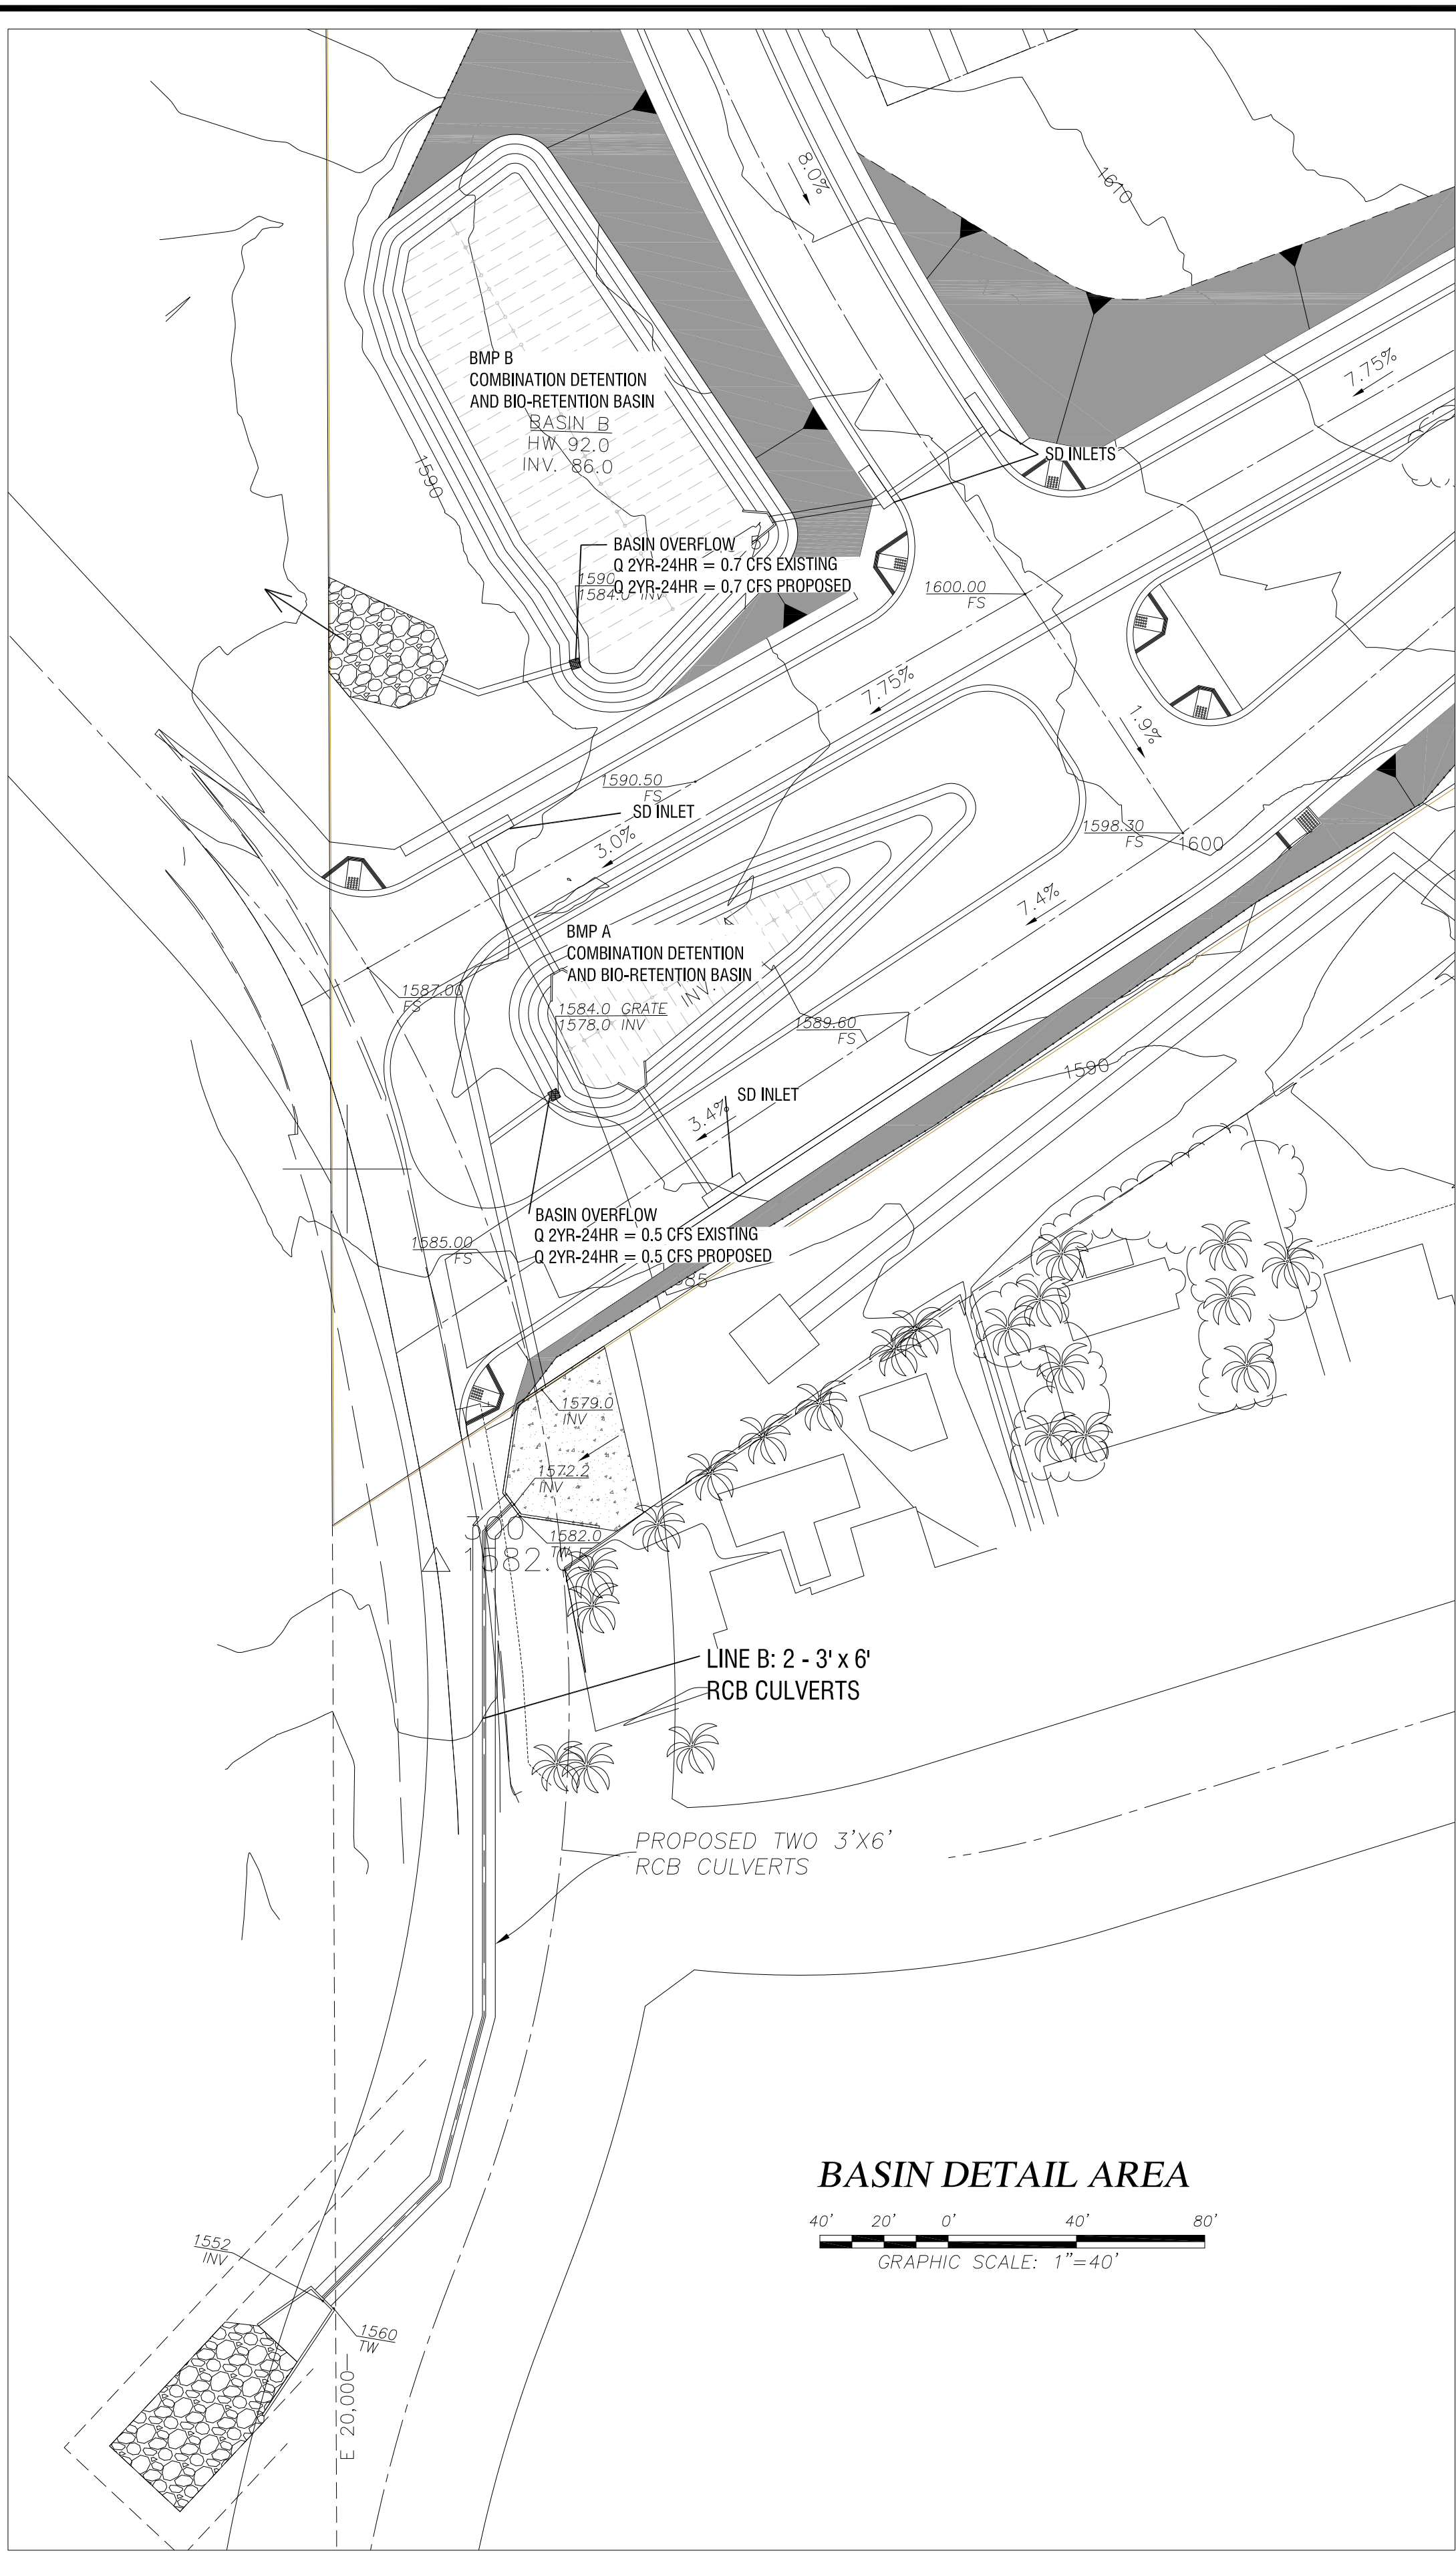 8.0%
1610
7.75%
BMP B
COMBINATION DETENTION
AND BIO-RETENTION BASIN
BASIN B
HW 92.0
INV. 86.0
1590
SD INLETS
BASIN OVERFLOW
Q 2YR-24HR = 0.7 CFS EXISTING
Q 2YR-24HR = 0.7 CFS PROPOSED
1590
1584.0 INV
1600.00
FS
7.75%
1.9%
1590.50
FS
SD INLET
3.0%
1598.30
FS
1600
7.4%
BMP A
COMBINATION DETENTION
AND BIO-RETENTION BASIN
INV.
1587.00
FS
1584.0 GRATE
1578.0 INV
1589.60
FS
1590
SD INLET
3.4%
BASIN OVERFLOW
Q 2YR-24HR = 0.5 CFS EXISTING
Q 2YR-24HR = 0.5 CFS PROPOSED
1585.00
FS
1579.0
INV
1572.2
INV
300
1582.0
TW
LINE B: 2 - 3' x 6'
RCB CULVERTS
PROPOSED TWO 3'X6'
RCB CULVERTS
BASIN DETAIL AREA
40' 20' 0' 40' 80'
GRAPHIC SCALE: 1"=40'
1552
INV
1560
TW
E 20,000